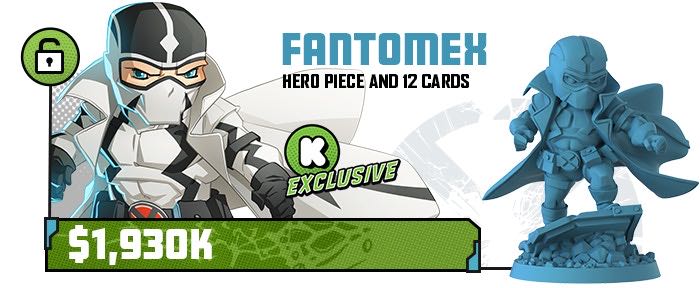 FANTOMEX
HERO PIECE AND 12 CARDS
K
EXCLUSIVE
$1,930K